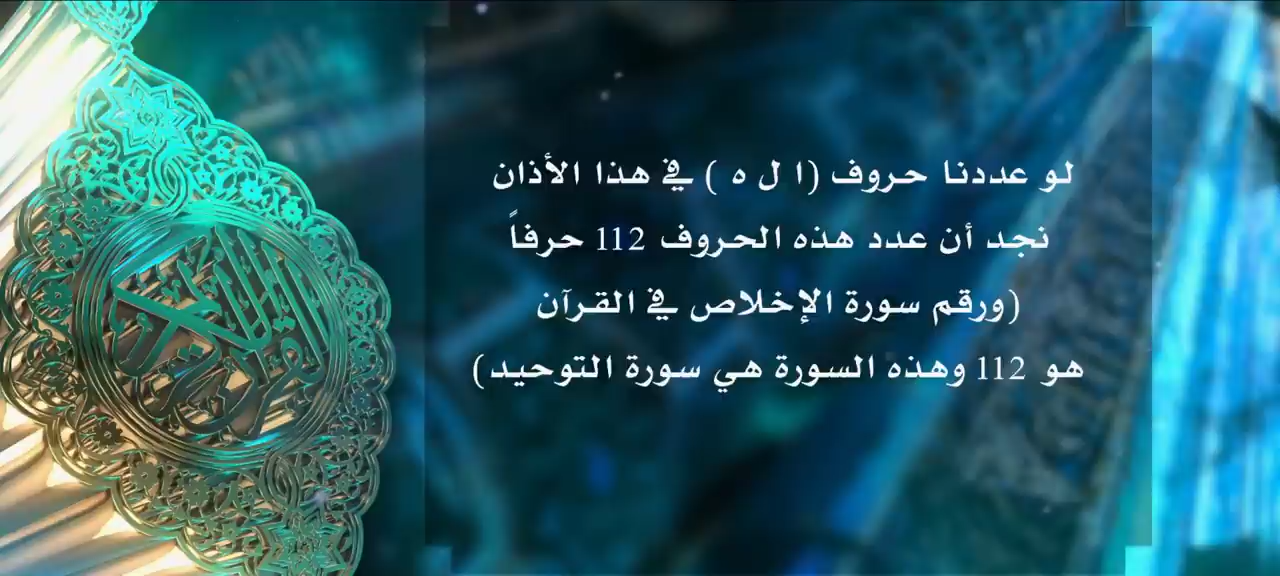 لو عددنا حروف (ا ل ه ) في هذا الأذان
نجد أن عدد هذه الحروف 112 حرفاً
(ورقم سورة الإخلاص في القرآن
هو 112 وهذه السورة هي سورة التوحيد)